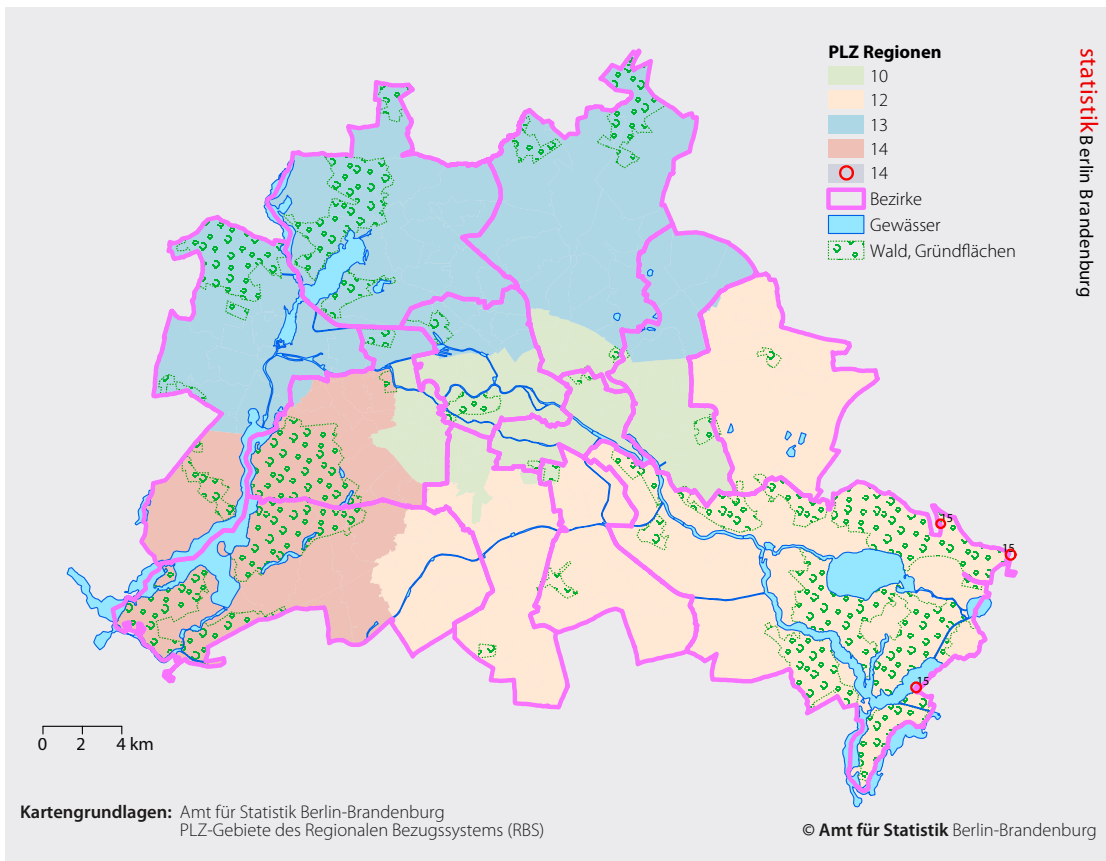 PLZ Regionen
10
12
13
14
14
Bezirke
Gewässer
Wald, Gründflächen
statistik Berlin Brandenburg
15
15
15
0 2 4 km
Kartengrundlagen: Amt für Statistik Berlin-Brandenburg
PLZ-Gebiete des Regionalen Bezugssystems (RBS)
© Amt für Statistik Berlin-Brandenburg